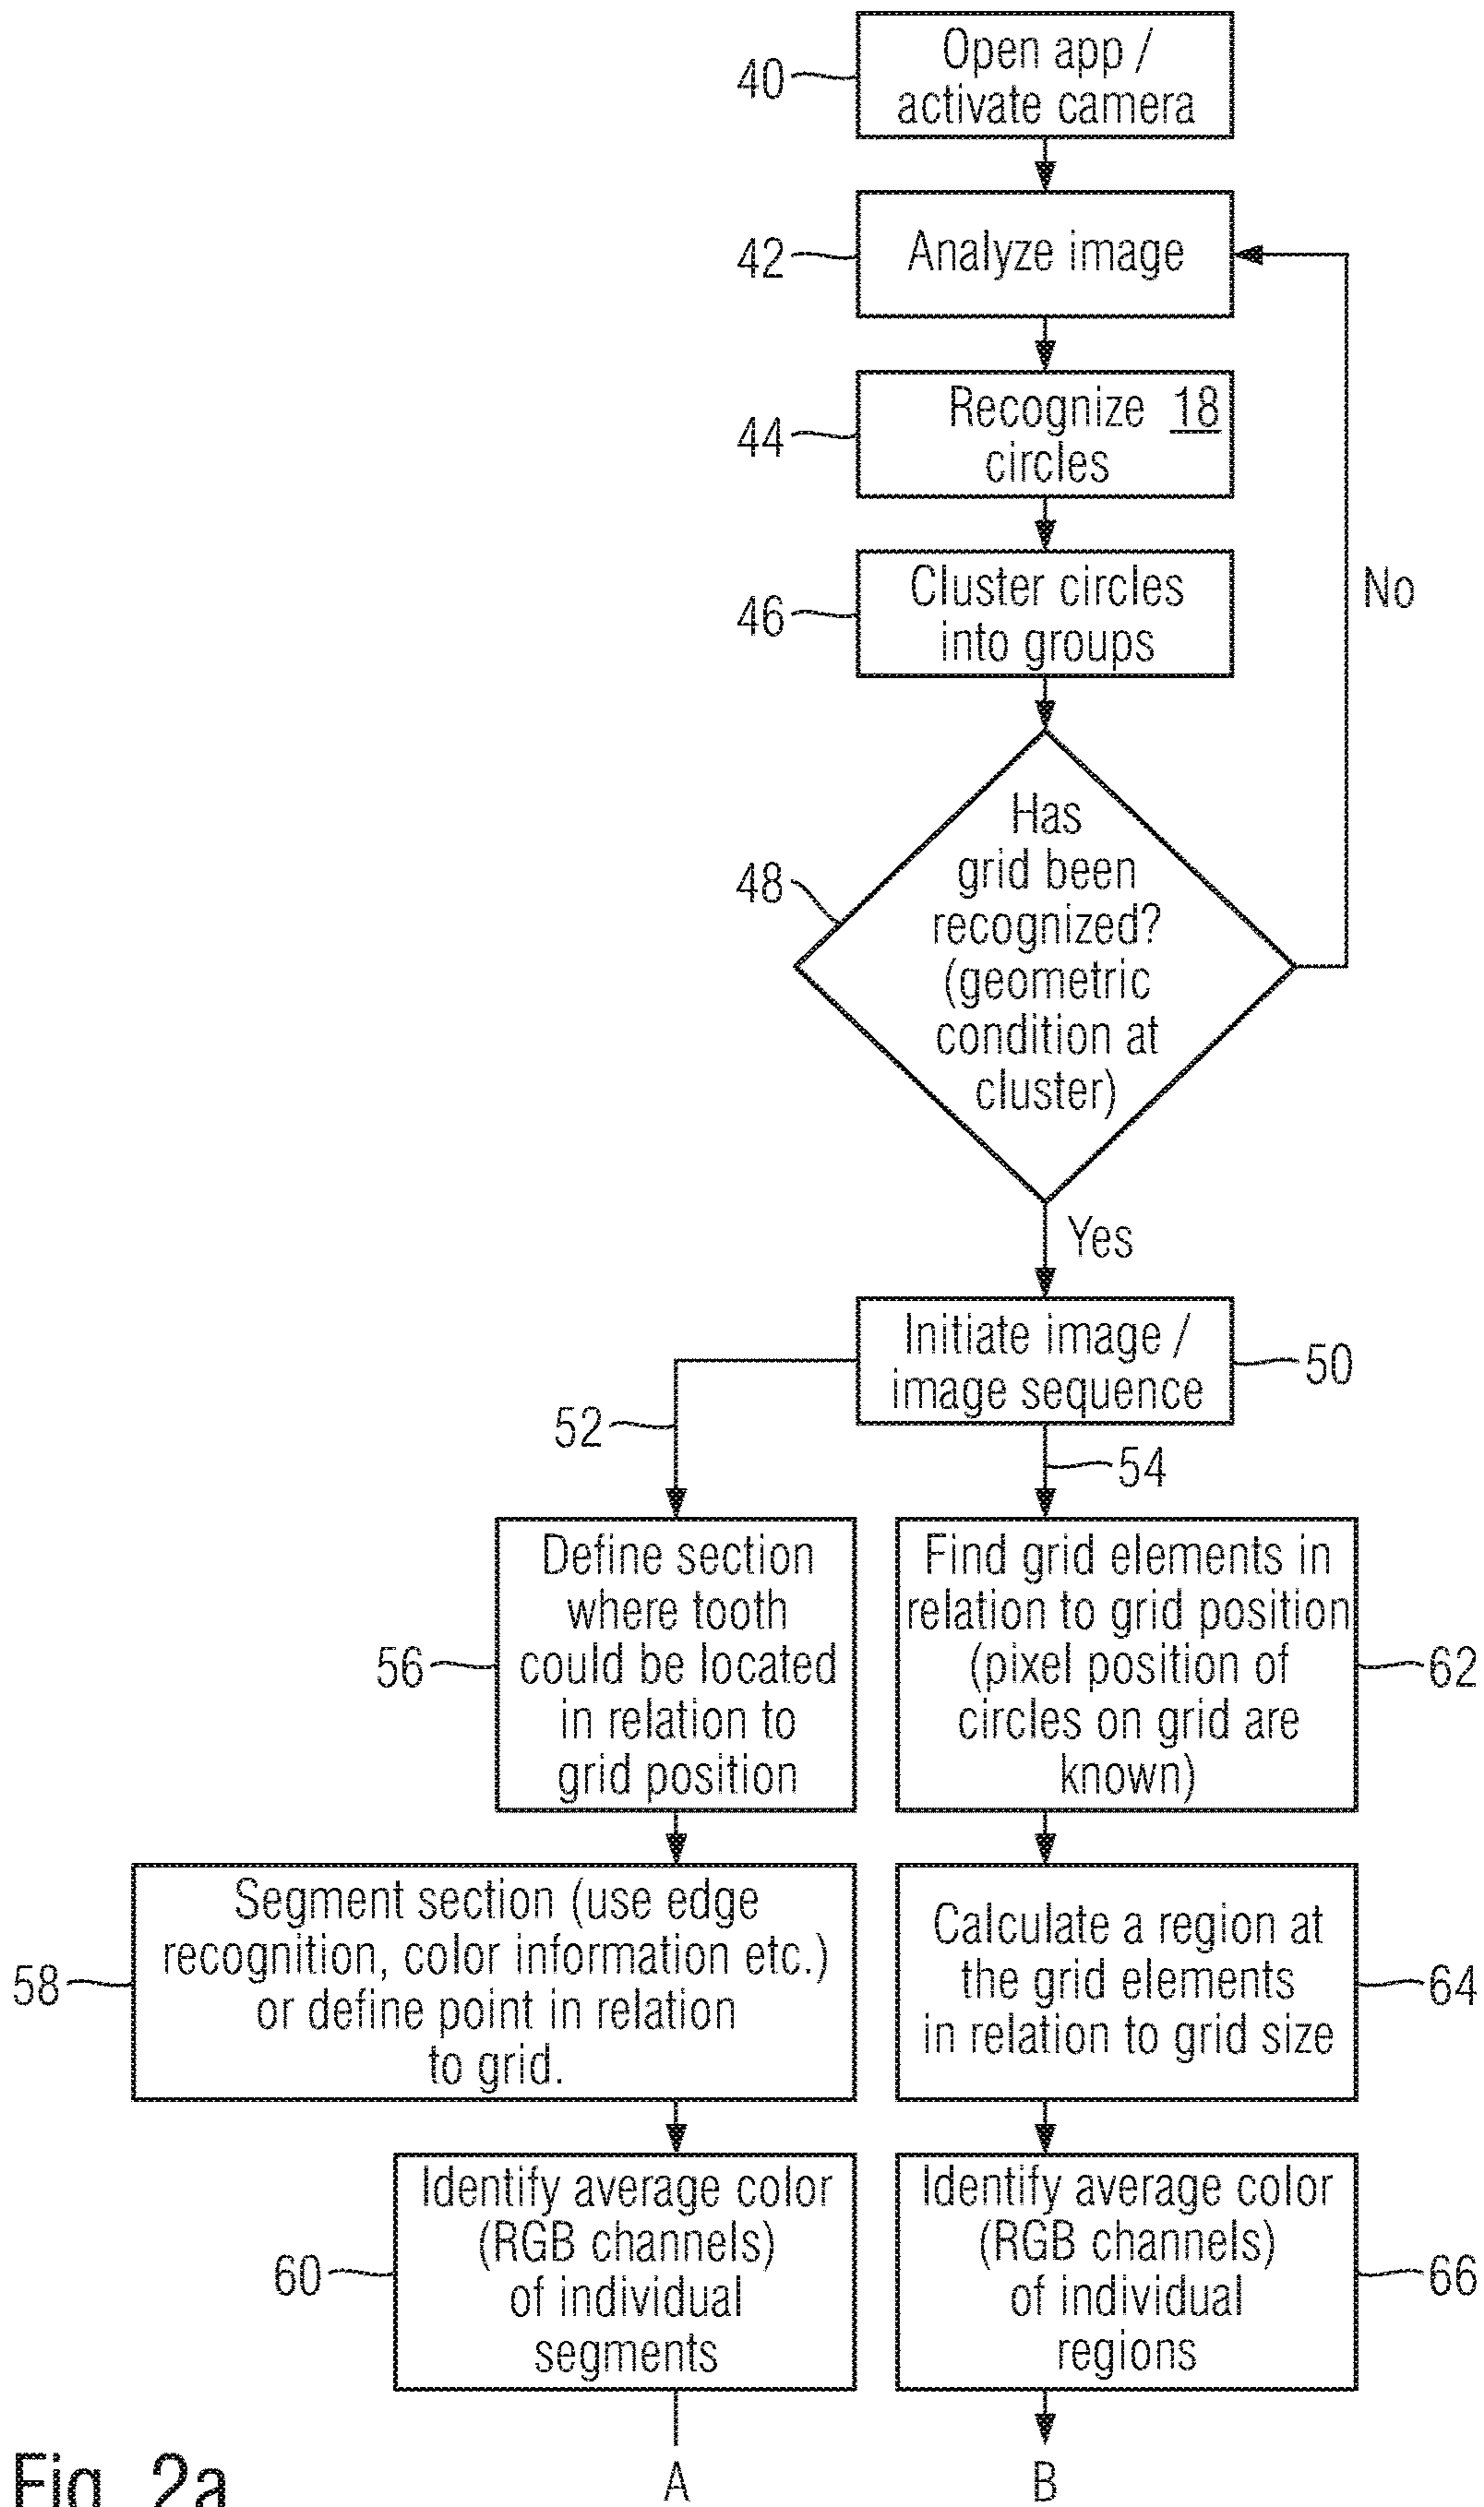 40
Open app /
activate camera
42
Analyze image
44
Recognize 18
circles
46
Cluster circles
into groups
No
48
Has
grid been
recognized?
(geometric
condition at
cluster)
Yes
Initiate image /
image sequence
50
52
54
56
Define section
where tooth
could be located
in relation to
grid position
Find grid elements in
relation to grid position
(pixel position of
circles on grid are
known)
62
58
Segment section (use edge
recognition, color information etc.)
or define point in relation
to grid.
Calculate a region at
the grid elements
in relation to grid size
64
60
Identify average color
(RGB channels)
of individual
segments
Identify average color
(RGB channels)
of individual
regions
66
A
B
Fig. 2a